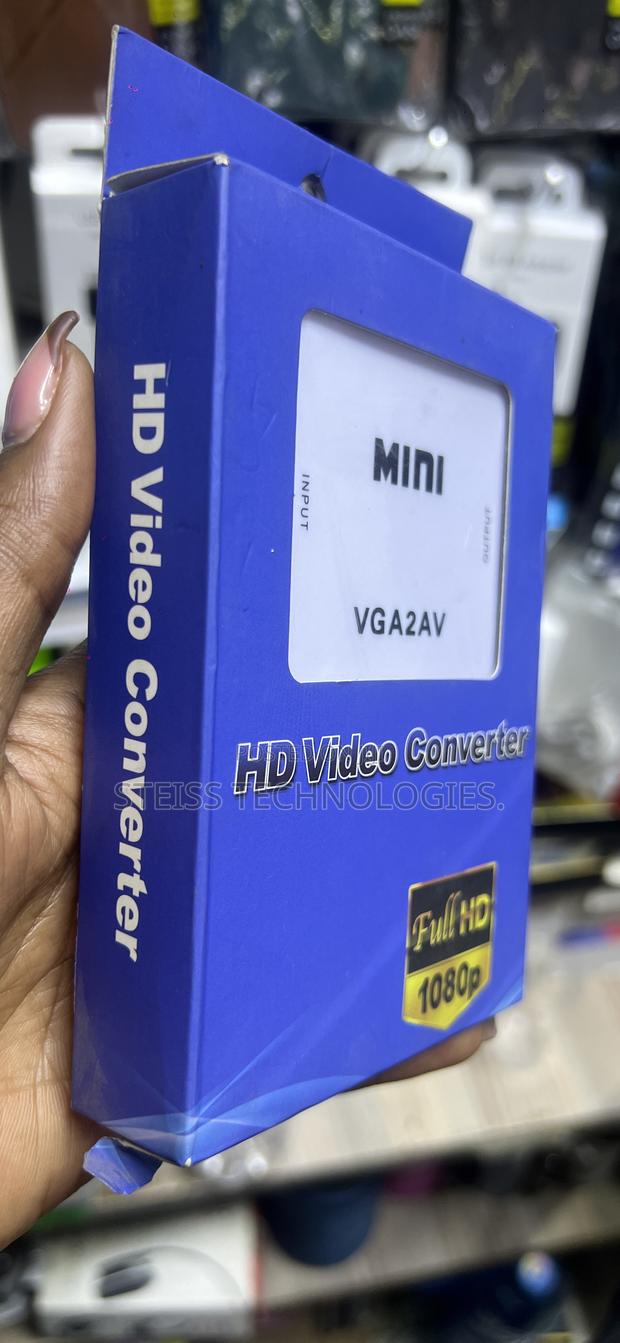 HD Video Converter
MINI
INPUT
output
VGA2AV
HD Video Converter
STEISS TECHNOLOGIES.
Full HD
1080p